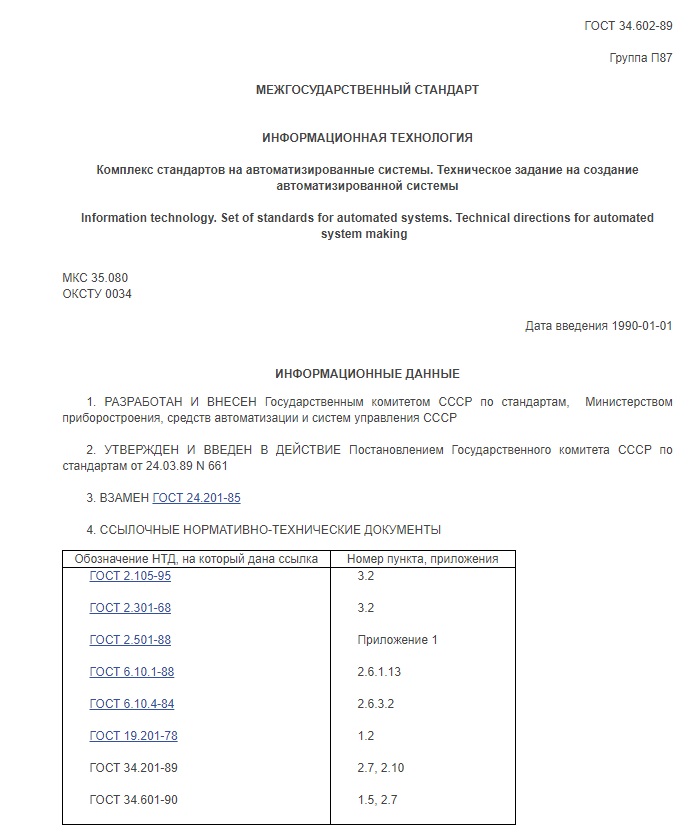 ГОСТ 34.602-89
Группа П87
МЕЖГОСУДАРСТВЕННЫЙ СТАНДАРТ
ИНФОРМАЦИОННАЯ ТЕХНОЛОГИЯ
Комплекс стандартов на автоматизированные системы. Техническое задание на создание
автоматизированной системы
Information technology. Set of standards for automated systems. Technical directions for automated
system making
МКС 35.080
ОКСТУ 0034
Дата введения 1990-01-01
ИНФОРМАЦИОННЫЕ ДАННЫЕ
1. РАЗРАБОТАН И ВНЕСЕН Государственным комитетом СССР по стандартам, Министерством
приборостроения, средств автоматизации и систем управления СССР
2. УТВЕРЖДЕН И ВВЕДЕН В ДЕЙСТВИЕ Постановлением Государственного комитета СССР по
стандартам от 24.03.89 N 661
3. ВЗАМЕН ГОСТ 24.201-85
4. ССЫЛОЧНЫЕ НОРМАТИВНО-ТЕХНИЧЕСКИЕ ДОКУМЕНТЫ
Обозначение НТД, на который дана ссылка Номер пункта, приложения
ГОСТ 2.105-95 3.2
ГОСТ 2.301-68 3.2
ГОСТ 2.501-88 Приложение 1
ГОСТ 6.10.1-88 2.6.1.13
ГОСТ 6.10.4-84 2.6.3.2
ГОСТ 19.201-78 1.2
ГОСТ 34.201-89 2.7, 2.10
ГОСТ 34.601-90 1.5, 2.7